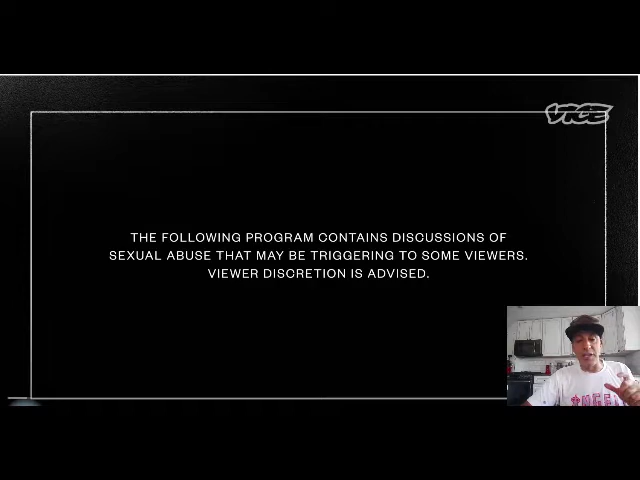 VICE
THE FOLLOWING PROGRAM CONTAINS DISCUSSIONS OF
SEXUAL ABUSE THAT MAY BE TRIGGERING TO SOME VIEWERS.
VIEWER DISCRETION IS ADVISED.